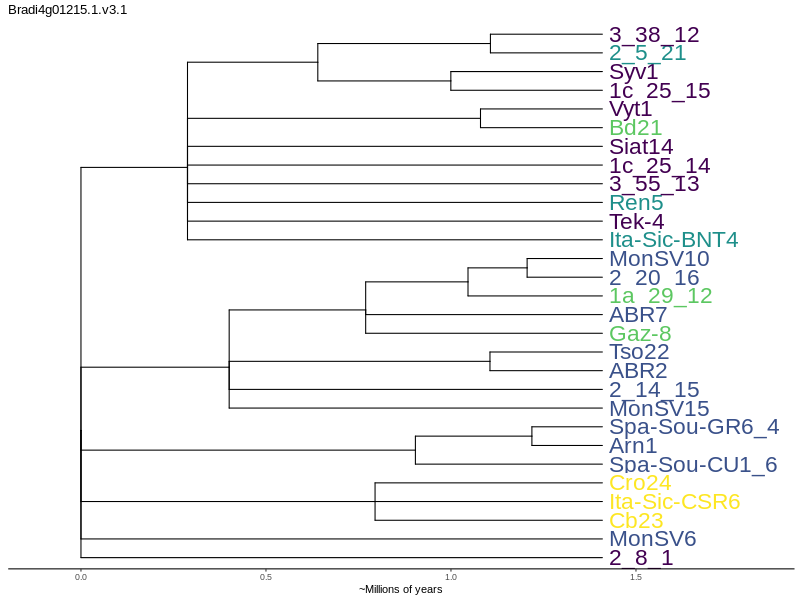 Bradi4g01215.1.v3.1
3_38_12
2_5_21
Syv1
1c_25_15
Vyt1
Bd21
Siat14
1c_25_14
3_55_13
Ren5
Tek-4
Ita-Sic-BNT4
MonSV10
2_20_16
1a_29_12
ABR7
Gaz-8
Tso22
ABR2
2_14_15
MonSV15
Spa-Sou-GR6_4
Arn1
Spa-Sou-CU1_6
Cro24
Ita-Sic-CSR6
Cb23
MonSV6
2_8_1
0.0 0.5 1.0 1.5
~Millions of years